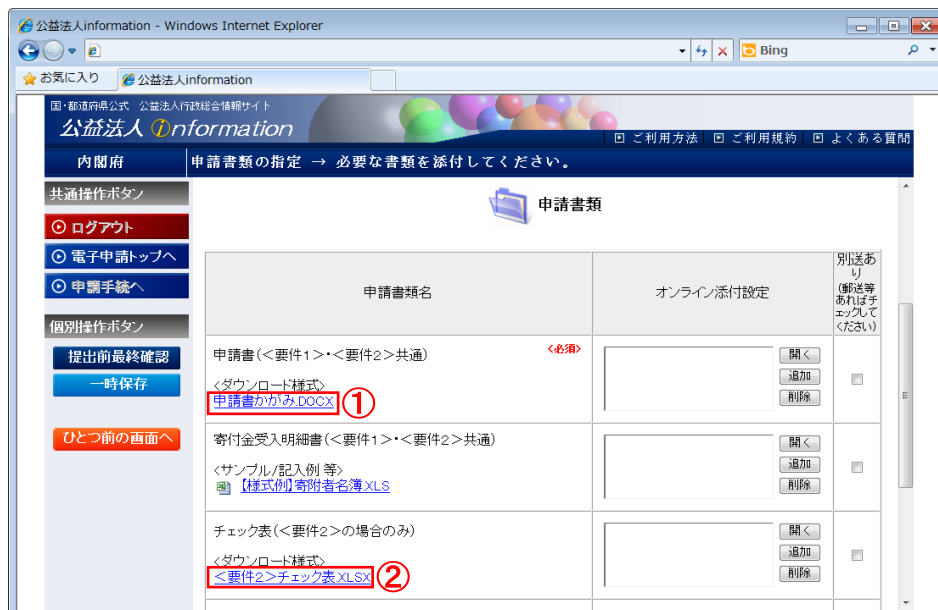 公益法人information - Windows Internet Explorer
Bing
お気に入り
公益法人information
国・都道府県公式 公益法人行政総合情報サイト
公益法人 information
ご利用方法 ご利用規約 よくある質問
内閣府
申請書類の指定 → 必要な書類を添付してください。
共通操作ボタン
ログアウト
電子申請トップへ
申請手続へ
個別操作ボタン
提出前最終確認
一時保存
ひとつ前の画面へ
申請書類
申請書類名
オンライン添付設定
別送あ
り
(郵送等
あればチ
ェックして
ください)
申請書(<要件1>・<要件2>共通)
<必須>
<ダウンロード様式>
申請書かがみ.DOCX
①
開く
追加
削除
寄付金受入明細書(<要件1>・<要件2>共通)
<サンプル/記入例 等>
【様式例】寄附者名簿.XLS
開く
追加
削除
チェック表(<要件2>の場合のみ)
<ダウンロード様式>
<要件2>チェック表.XLSX
②
開く
追加
削除